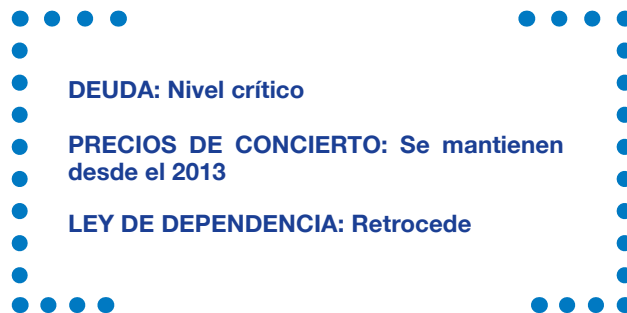 DEUDA: Nivel crítico
PRECIOS DE CONCIERTO: Se mantienen
desde el 2013
LEY DE DEPENDENCIA: Retrocede